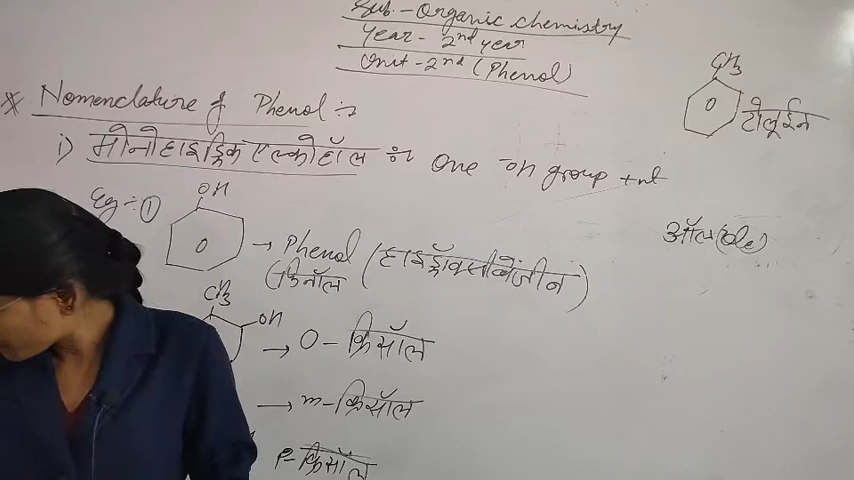 Sub. - Organic chemistry
Year - 2nd year
Unit - 2nd (Phenol)
CH3
टोलूईन
* Nomenclature of Phenol :-
i) मोनोहाइड्रिक एल्कोहॉल :- One OH group +nt
Eg :- ①
OH
→ Phenol
(फिनॉल (हाइड्रॉक्सी बेंजीन)
ऑल (Ole)
CH3
OH
→ O - क्रिसॉल
→ m - क्रिसॉल
P - क्रिसॉल